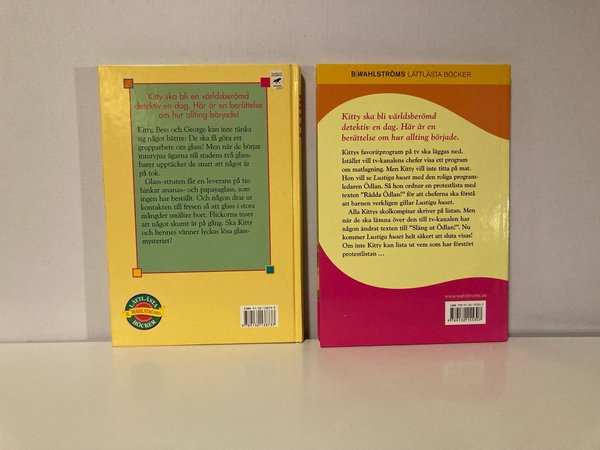 Kitty ska bli en världsberömd
detektiv en dag. Här är en berättelse
om hur allting började!
Kitty, Bess och George kan inte tänka
sig något bättre: De ska få göra ett
grupparbete om glass! Men när de börjar
intervjua ägarna till stadens två glass-
barer upptäcker de snart att något är
på tok.
Glass-struten får en leverans på tio
hinkar ananas- och papayaglass, som
ingen har beställt. Och någon drar ut
kontakten till frysen så att glass i stora
mängder smälter bort. Flickorna inser
att något skumt är på gång. Ska Kitty
och hennes vänner lyckas lösa glass-
mysteriet?
LÄTTLÄSTA
WAHLSTRÖMS
BÖCKER
B WAHLSTRÖMS LÄTTLÄSTA BÖCKER
Kitty ska bli världsberömd
detektiv en dag. Här är en
berättelse om hur allting började.
Kittys favoritprogram på tv ska läggas ned.
Istället vill tv-kanalens chefer visa ett program
om matlagning. Men Kitty vill inte titta på mat.
Hon vill se Lustiga huset med den roliga program-
ledaren Ödlan. Så hon ordnar en protestlista med
texten "Rädda Ödlan!" för att cheferna ska förstå
att barnen verkligen gillar Lustiga huset.
Alla Kittys skolkompisar skriver på listan. Men
när de ska lämna över den till tv-kanalen har
någon ändrat texten till "Släng ut Ödlan!". Nu
kommer Lustiga huset helt säkert att sluta visas!
Om inte Kitty kan lista ut vem som har förstört
protestlistan ...
www.wahlstroms.se